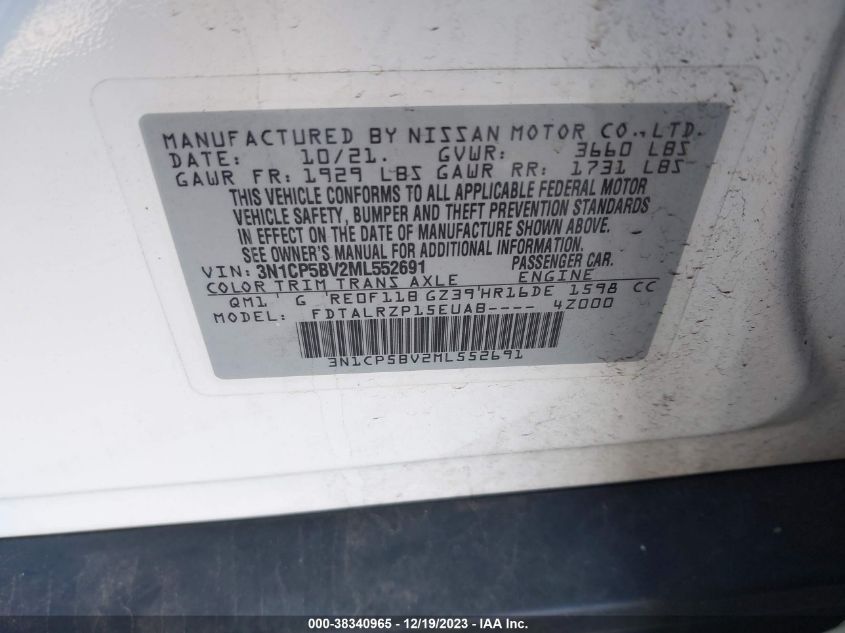 MANUFACTURED BY NISSAN MOTOR CO.,LTD.
DATE: 10/21. GVWR: 3660 LBS
GAWR FR: 1929 LBS GAWR RR: 1731 LBS
THIS VEHICLE CONFORMS TO ALL APPLICABLE FEDERAL MOTOR
VEHICLE SAFETY, BUMPER AND THEFT PREVENTION STANDARDS
IN EFFECT ON THE DATE OF MANUFACTURE SHOWN ABOVE.
SEE OWNER'S MANUAL FOR ADDITIONAL INFORMATION.
VIN: 3N1CP5BV2ML552691 PASSENGER CAR.
COLOR TRIM TRANS AXLE ENGINE
QM1 G RE0F11B GZ39 HR16DE 1598 CC
MODEL: FDTALRZP15EUAB---- 4Z000
3N1CP5BV2ML552691
000-38340965 - 12/19/2023 - IAA Inc.